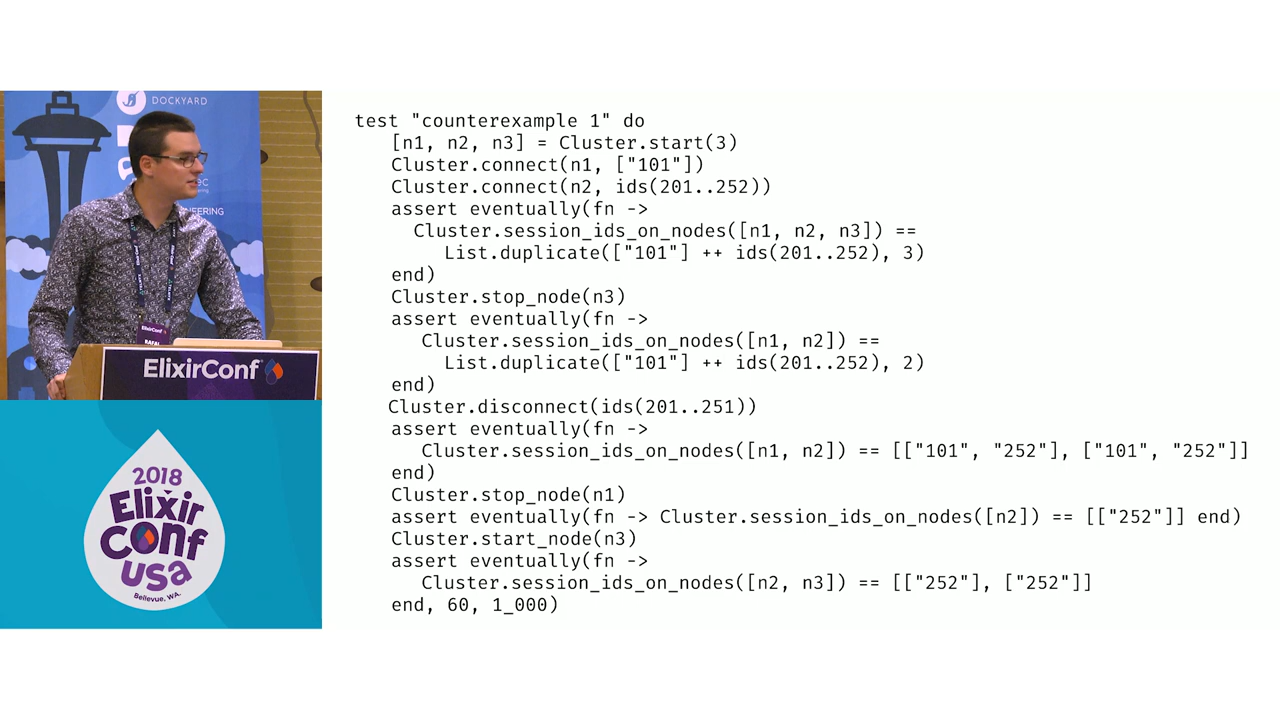 DOCKYARD
ec
NEERING
ElixirConf
RAFAL
ElixirConf
2018
Elixir
Conf
USA
Bellevue, WA.
test "counterexample 1" do
[n1, n2, n3] = Cluster.start(3)
Cluster.connect(n1, ["101"])
Cluster.connect(n2, ids(201..252))
assert eventually(fn ->
Cluster.session_ids_on_nodes([n1, n2, n3]) ==
List.duplicate(["101"] ++ ids(201..252), 3)
end)
Cluster.stop_node(n3)
assert eventually(fn ->
Cluster.session_ids_on_nodes([n1, n2]) ==
List.duplicate(["101"] ++ ids(201..252), 2)
end)
Cluster.disconnect(ids(201..251))
assert eventually(fn ->
Cluster.session_ids_on_nodes([n1, n2]) == [["101", "252"], ["101", "252"]]
end)
Cluster.stop_node(n1)
assert eventually(fn -> Cluster.session_ids_on_nodes([n2]) == [["252"]] end)
Cluster.start_node(n3)
assert eventually(fn ->
Cluster.session_ids_on_nodes([n2, n3]) == [["252"], ["252"]]
end, 60, 1_000)